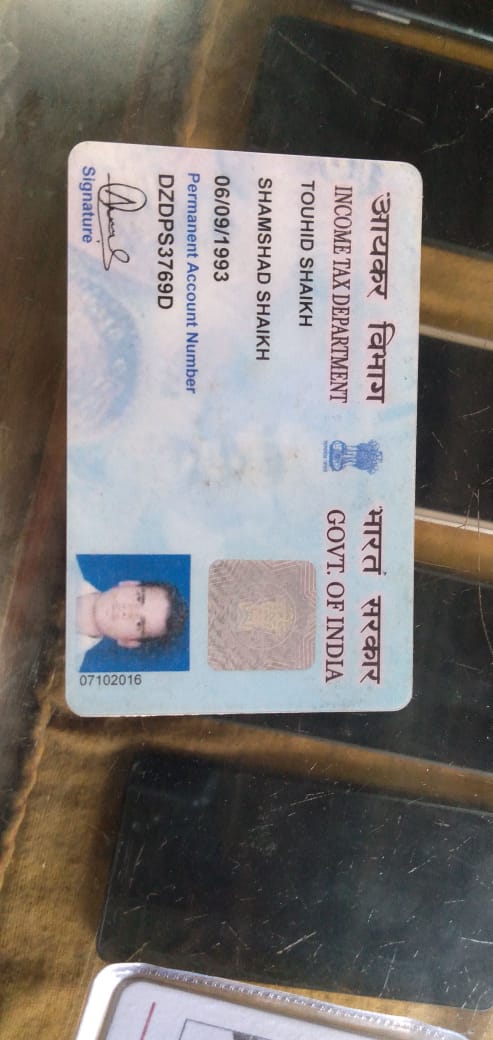 आयकर विभाग
INCOME TAX DEPARTMENT
भारत सरकार
GOVT. OF INDIA
TOUHID SHAIKH
SHAMSHAD SHAIKH
06/09/1993
Permanent Account Number
DZDPS3769D
Signature
07102016